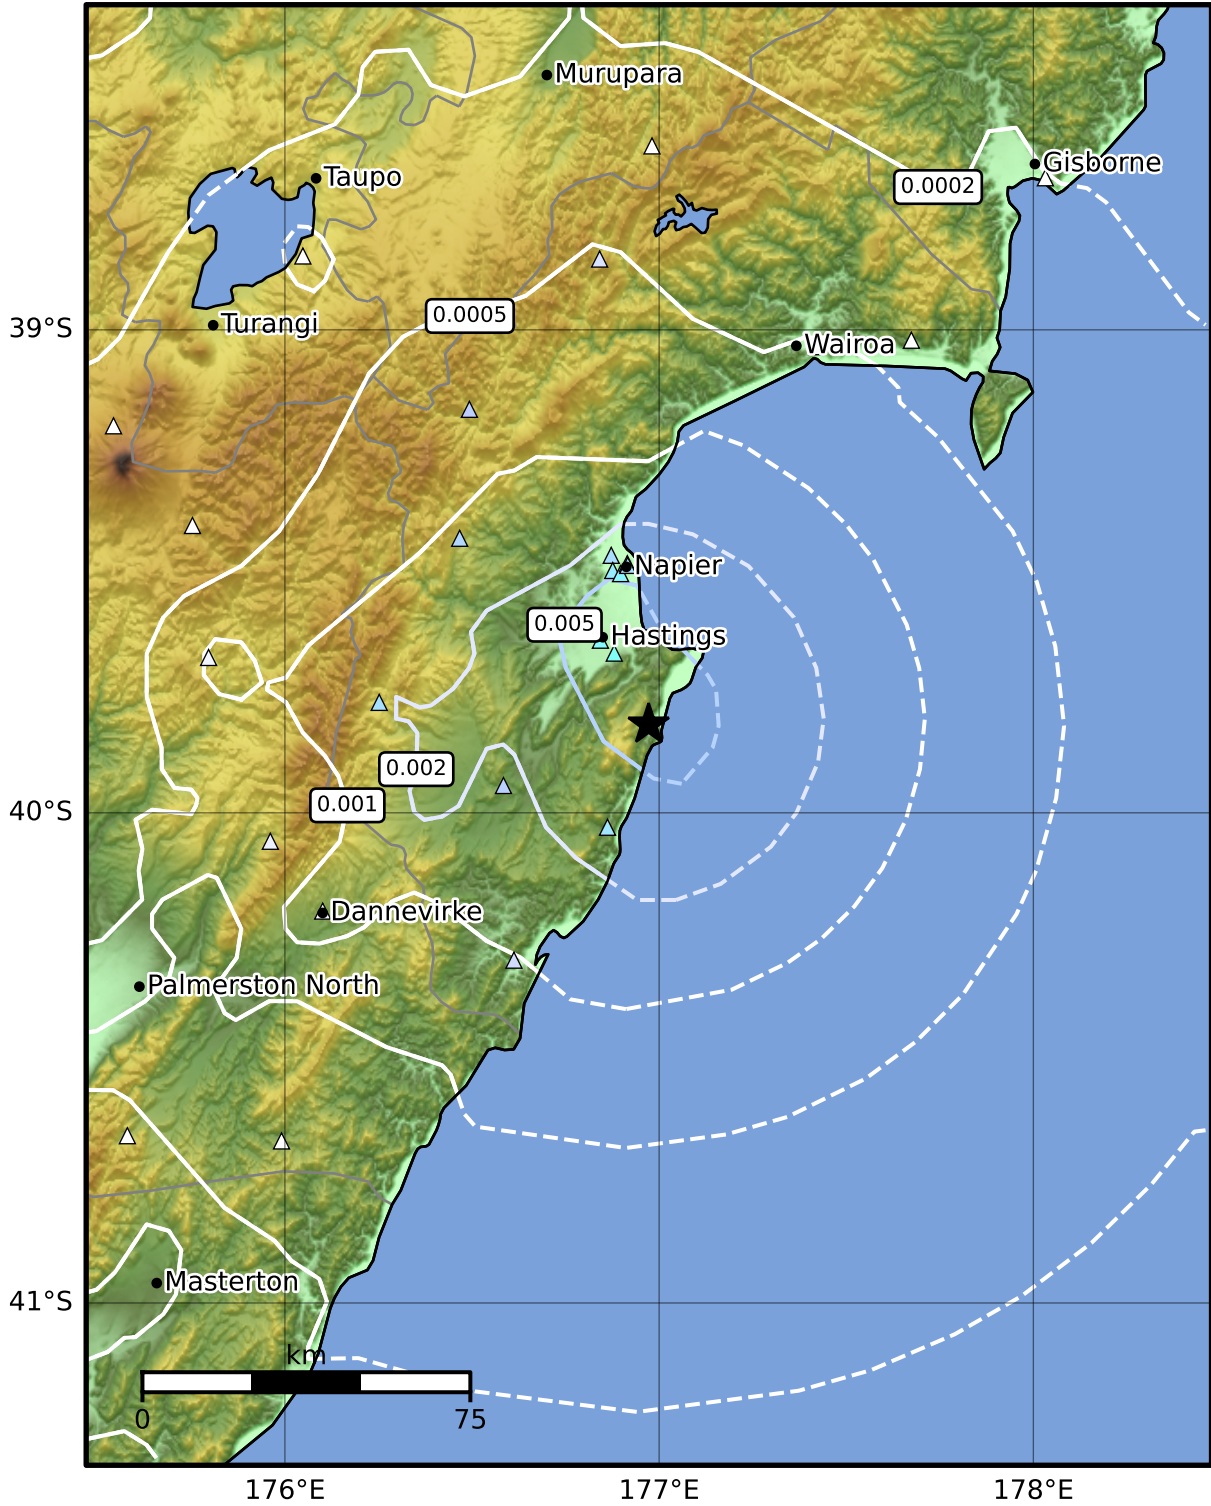 Murupara
Gisborne
Taupo
0.0002
0.0005
Turangi
39°S
Wairoa
Napier
0.005
Hastings
0.002
0.001
40°S
Dannevirke
Palmerston North
Masterton
41°S
km
0
75
176°E
177°E
178°E